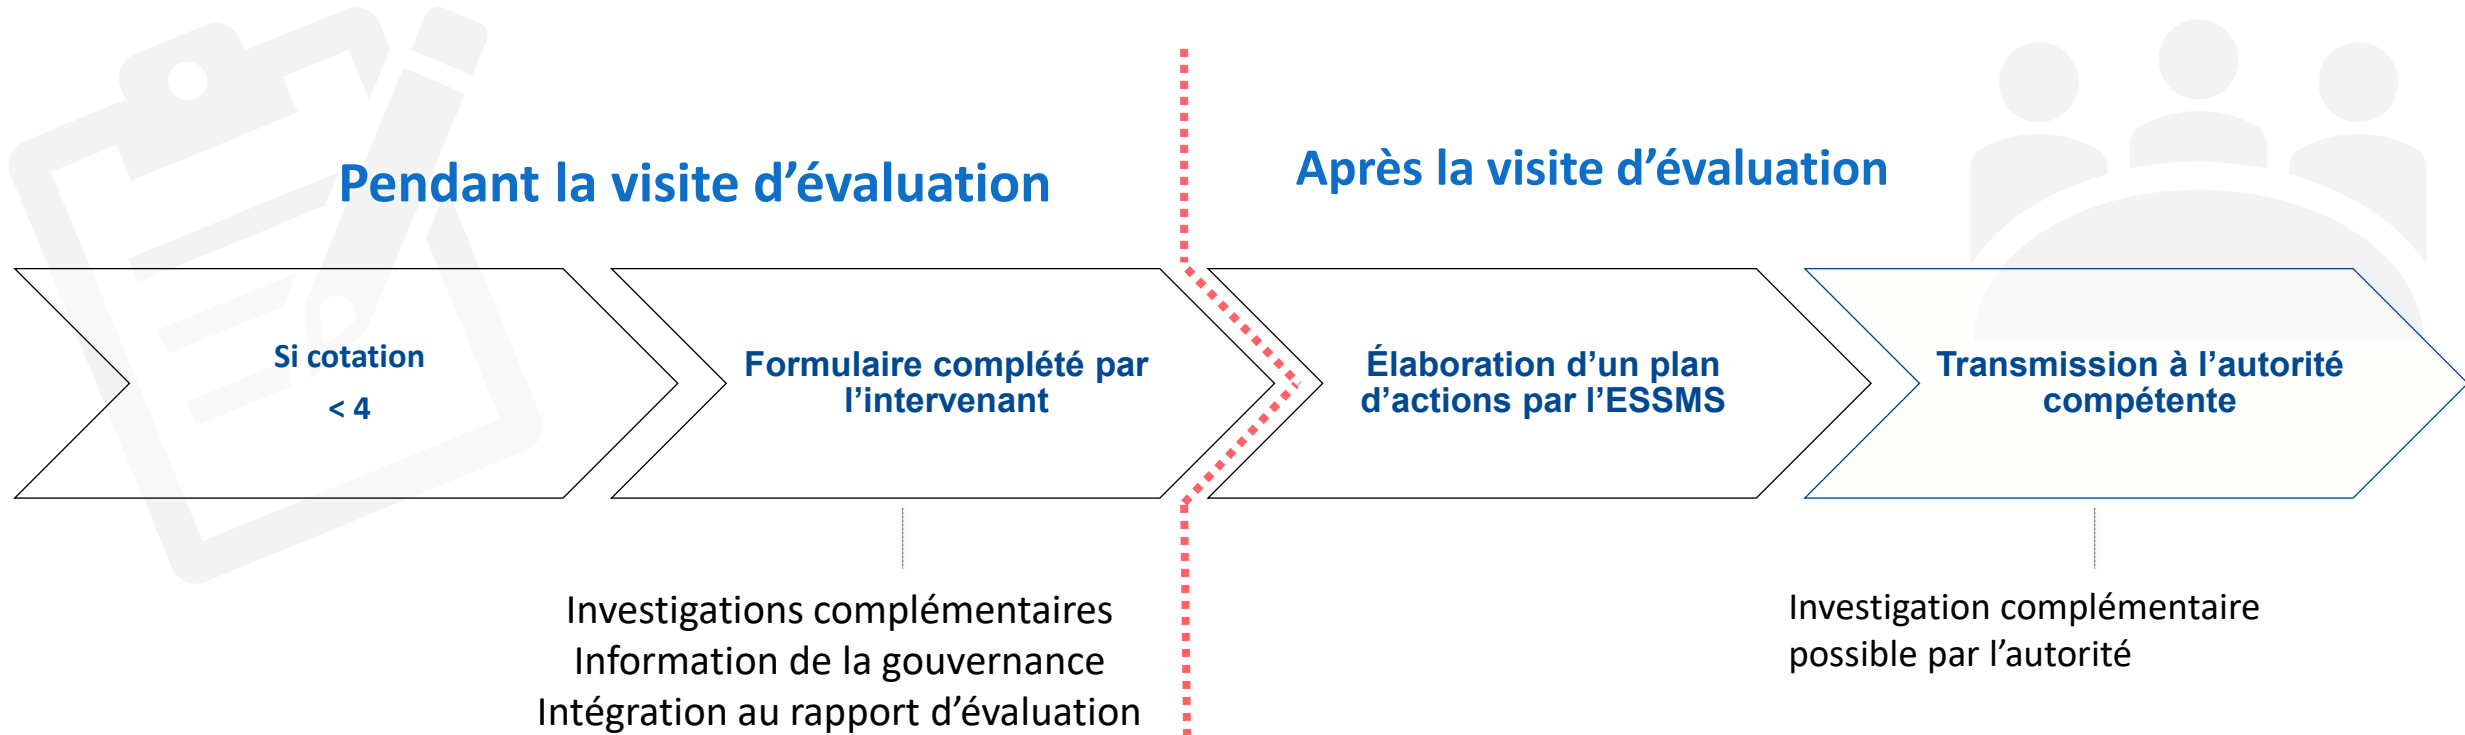 Pendant la visite d’évaluation
Après la visite d’évaluation
Si cotation
< 4
Formulaire complété par
l’intervenant
Élaboration d’un plan
d’actions par l’ESSMS
Transmission à l’autorité
compétente
Investigations complémentaires
Information de la gouvernance
Intégration au rapport d’évaluation
Investigation complémentaire
possible par l’autorité